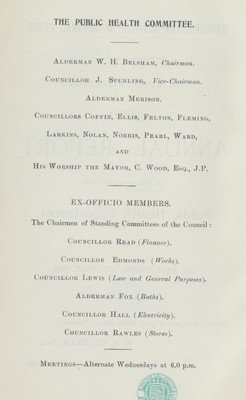 THE PUBLIC HEALTH COMMITTEE.
ALDERMAN W. H. BELSHAM, Chairman.
COUNCILLOR J. SPURLING, Vice-Chairman.
ALDERMAN MERISON.
COUNCILLORS COFFIN, ELLIS, FELTON, FLEMING,
LARKINS, NOLAN, NORRIS, PEARL, WARD,
AND
HIS WORSHIP THE MAYOR, C. WOOD, ESQ., J.P.
EX-OFFICIO MEMBERS.
The Chairmen of Standing Committees of the Council:
COUNCILLOR READ (Finance).
COUNCILLOR EDMONDS (Works).
COUNCILLOR LEWIS (Law and General Purposes).
ALDERMAN FOX (Baths).
COUNCILLOR HALL (Electricity).
COUNCILLOR RAWLES (Stores).
MEETINGS—Alternate Wednesdays at 6.0 p.m.